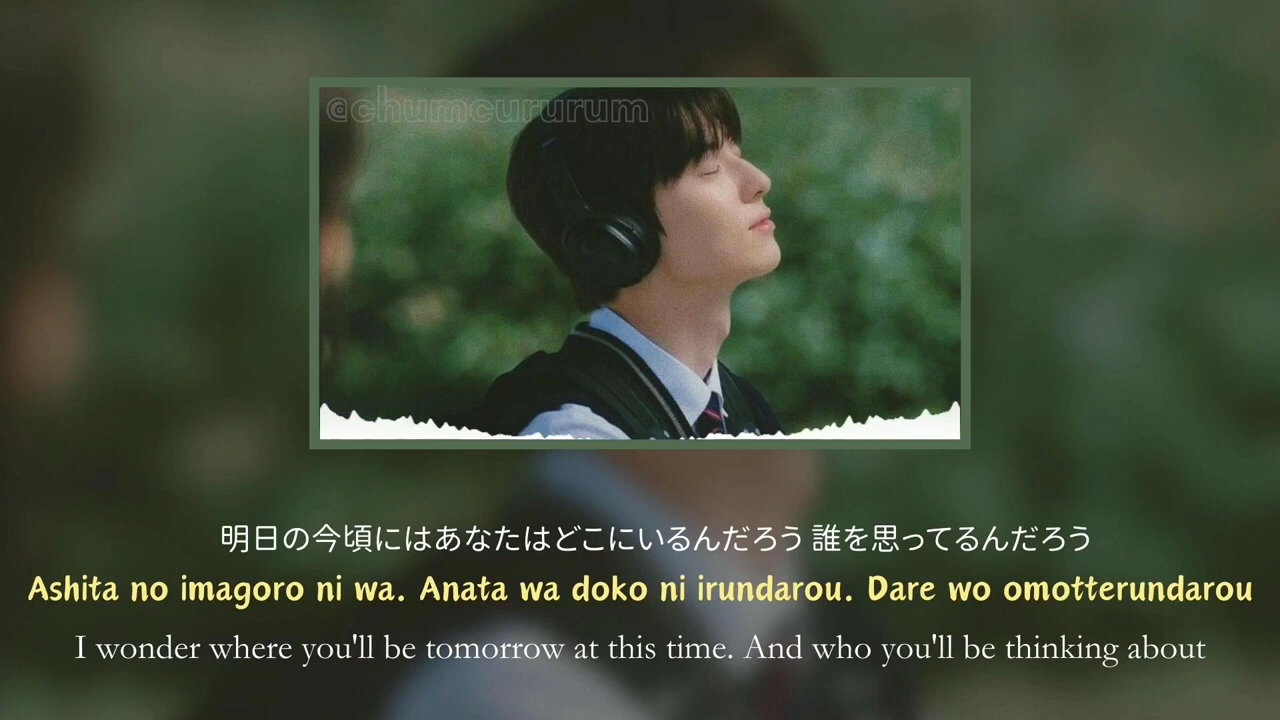 @chumcururum
明日の今頃にはあなたはどこにいるんだろう 誰を思ってるんだろう
Ashita no imagoro ni wa. Anata wa doko ni irundarou. Dare wo omotterundarou
I wonder where you'll be tomorrow at this time. And who you'll be thinking about